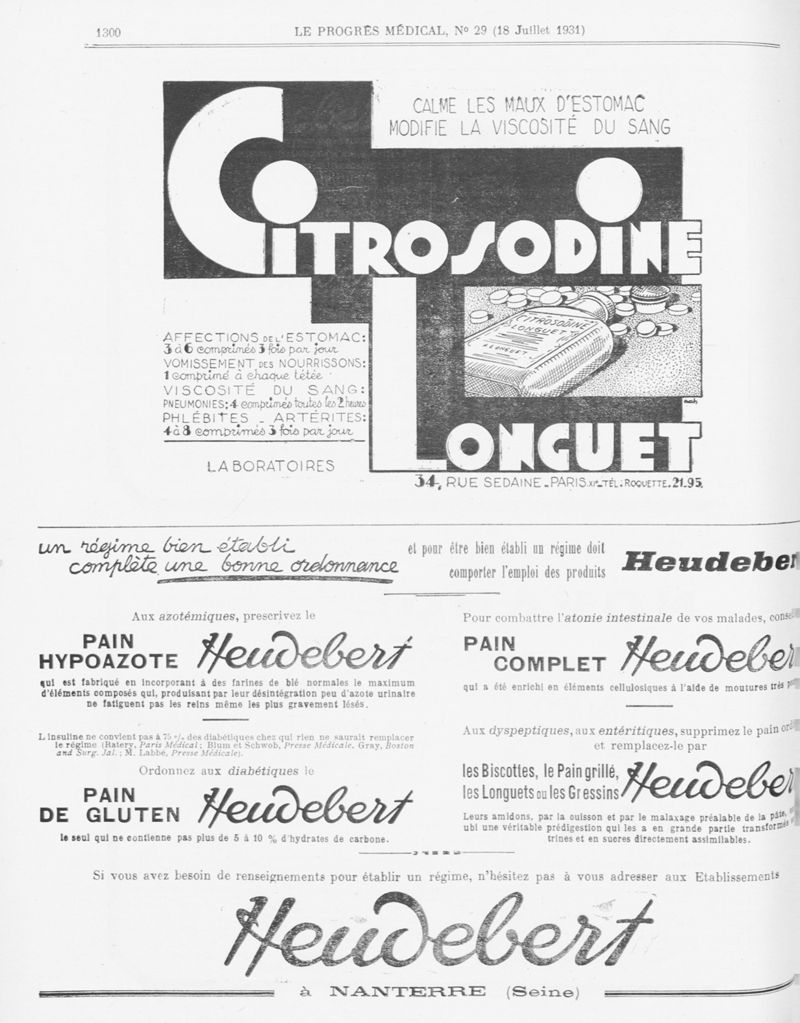 1300
LE PROGRÈS MÉDICAL, Nº 29 (18 Juillet 1931)
CALME LES MAUX D'ESTOMAC
MODIFIE LA VISCOSITÉ DU SANG
CITROSODINE
LONGUET
CITROSODINE
LONGUET
LONGUET
AFFECTIONS DE L'ESTOMAC:
3 à 6 comprimés 3 fois par jour
VOMISSEMENT DES NOURRISSONS:
1 comprimé à chaque tétée
VISCOSITÉ DU SANG:
PNEUMONIES: 4 comprimés toutes les 2 heures
PHLÉBITES - ARTÉRITES:
4 à 8 comprimés 3 fois par jour
LABORATOIRES
34, RUE SEDAINE - PARIS XIe - TÉL: ROQUETTE. 21-95.
un régime bien établi
complète une bonne ordonnance
et pour être bien établi un régime doit
comporter l'emploi des produits
Heudeber
Aux azotémiques, prescrivez le
PAIN
HYPOAZOTE Heudebert
qui est fabriqué en incorporant à des farines de blé normales le maximum
d'éléments composés qui, produisant par leur désintégration peu d'azote urinaire
ne fatiguent pas les reins même les plus gravement lésés.
L'insuline ne convient pas à 75 % des diabétiques chez qui rien ne saurait remplacer
le régime (Ratery, Paris Médical; Blum et Schwob, Presse Médicale, Gray, Boston
and Surg. Jal.; M. Labbé, Presse Médicale).
Ordonnez aux diabétiques le
PAIN
DE GLUTEN Heudebert
le seul qui ne contienne pas plus de 5 à 10 % d'hydrates de carbone.
Pour combattre l'atonie intestinale de vos malades, conse
PAIN
COMPLET Heudeber
qui a été enrichi en éléments cellulosiques à l'aide de moutures très
Aux dyspeptiques, aux entéritiques, supprimez le pain or
et remplacez-le par
les Biscottes, le Pain grillé,
les Longuets ou les Gressins Heudeber
Leurs amidons, par la cuisson et par le malaxage préalable de la pâte,
ubi une véritable prédigestion qui les a en grande partie transformés
trines et en sucres directement assimilables.
Si vous avez besoin de renseignements pour établir un régime, n'hésitez pas à vous adresser aux Etablissements
Heudebert
à NANTERRE (Seine)